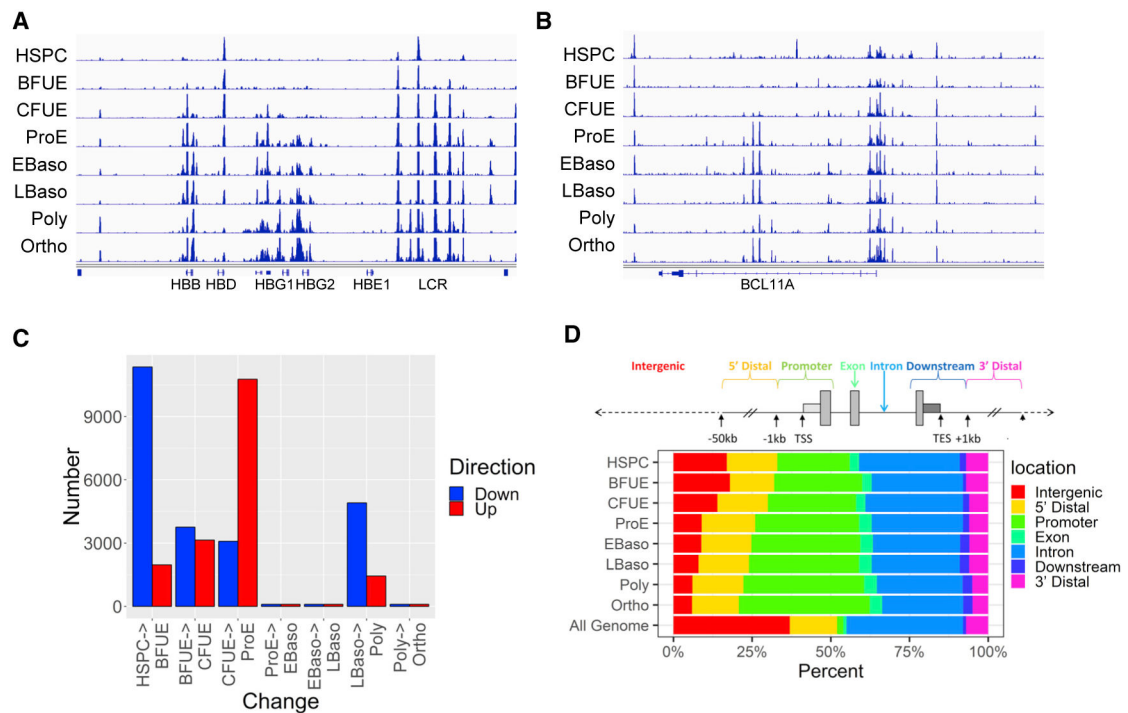 A
HSPC
BFUE
CFUE
ProE
EBaso
LBaso
Poly
Ortho
HBB HBD HBG1 HBG2 HBE1 LCR
B
HSPC
BFUE
CFUE
ProE
EBaso
LBaso
Poly
Ortho
BCL11A
C
Number
9000
6000
3000
0
HSPC->
BFUE
BFUE->
CFUE
CFUE->
ProE
ProE->
EBaso
EBaso->
LBaso
LBaso->
Poly
Poly->
Ortho
Change
Direction
Down
Up
D
Intergenic 5' Distal Promoter Exon Intron Downstream 3' Distal
-50kb -1kb TSS TES +1kb
HSPC
BFUE
CFUE
ProE
EBaso
LBaso
Poly
Ortho
All Genome
0% 25% 50% 75% 100%
Percent
location
Intergenic
5' Distal
Promoter
Exon
Intron
Downstream
3' Distal